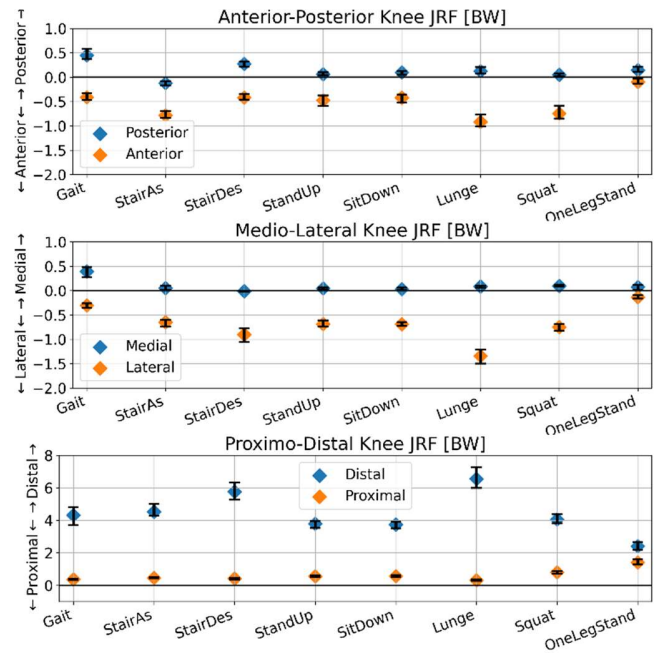 Anterior-Posterior Knee JRF [BW]
← Anterior ← → Posterior →
1.0
0.5
0.0
−0.5
−1.0
−1.5
−2.0
Posterior
Anterior
Gait
StairAs
StairDes
StandUp
SitDown
Lunge
Squat
OneLegStand
Medio-Lateral Knee JRF [BW]
← Lateral ← → Medial →
1.0
0.5
0.0
−0.5
−1.0
−1.5
−2.0
Medial
Lateral
Gait
StairAs
StairDes
StandUp
SitDown
Lunge
Squat
OneLegStand
Proximo-Distal Knee JRF [BW]
← Proximal ← → Distal →
8
6
4
2
0
Distal
Proximal
Gait
StairAs
StairDes
StandUp
SitDown
Lunge
Squat
OneLegStand